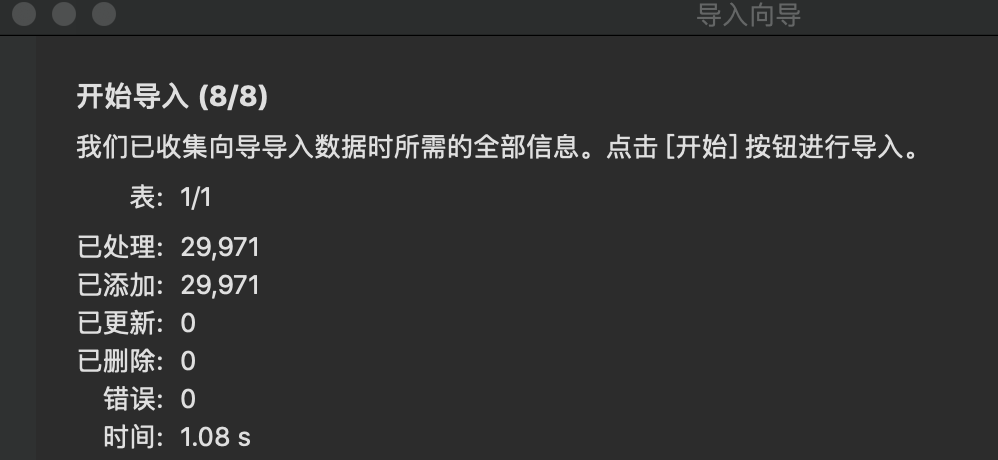 导入向导
开始导入 (8/8)
我们已收集向导导入数据时所需的全部信息。点击 [开始] 按钮进行导入。
表: 1/1
已处理: 29,971
已添加: 29,971
已更新: 0
已删除: 0
错误: 0
时间: 1.08 s